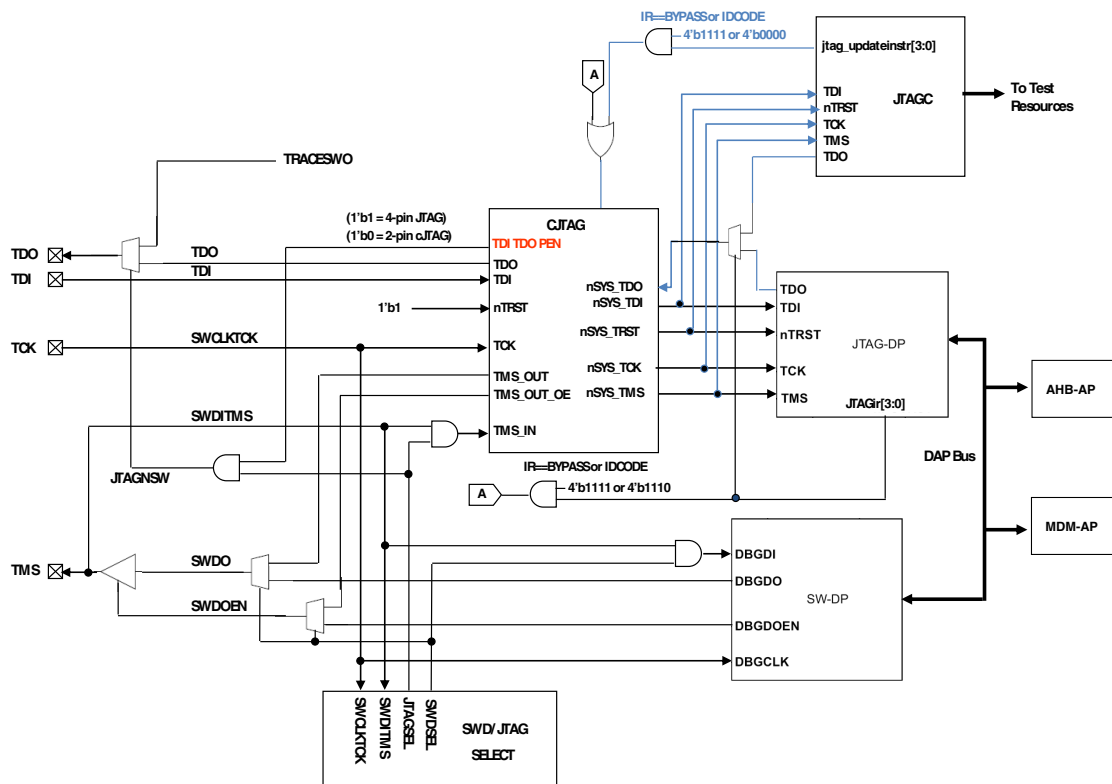 IR==BYPASS or IDCODE
4'b1111 or 4'b0000
jtag_updateinstr[3:0]
A
TDI
nTRST
TCK
TMS
TDO
JTAGC
To Test
Resources
TRACESWO
(1'b1 = 4-pin JTAG)
(1'b0 = 2-pin cJTAG)
CJTAG
TDI TDO PEN
TDO
TDI
nTRST
TCK
TMS_OUT
TMS_OUT_OE
TMS_IN
nSYS_TDO
nSYS_TDI
nSYS_TRST
nSYS_TCK
nSYS_TMS
TDO
TDO
TDI
TDI
1'b1
TCK
SWCLKTCK
SWDITMS
JTAGNSW
TDO
TDI
nTRST
JTAG-DP
TCK
TMS
JTAGir[3:0]
AHB-AP
DAP Bus
MDM-AP
IR==BYPASS or IDCODE
4'b1111 or 4'b1110
A
TMS
SWDO
SWDOEN
DBGDI
DBGDO
SW-DP
DBGDOEN
DBGCLK
SWCLKTCK
SWDITMS
JTAGSEL
SWDSEL
SWD/JTAG
SELECT